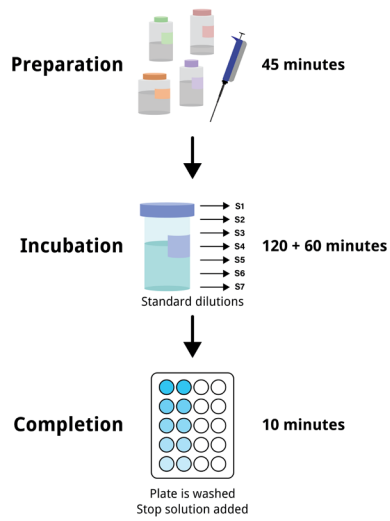 Preparation
45 minutes
S1
S2
S3
Incubation
S4
120 + 60 minutes
S5
S6
S7
Standard dilutions
Completion
10 minutes
Plate is washed
Stop solution added